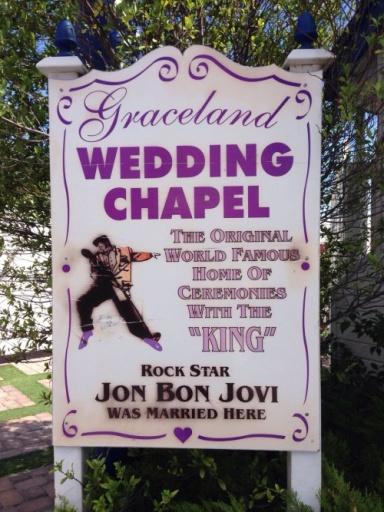 Graceland
WEDDING
CHAPEL
THE ORIGINAL
WORLD FAMOUS
HOME OF
CEREMONIES
WITH THE
"KING"
ROCK STAR
JON BON JOVI
WAS MARRIED HERE